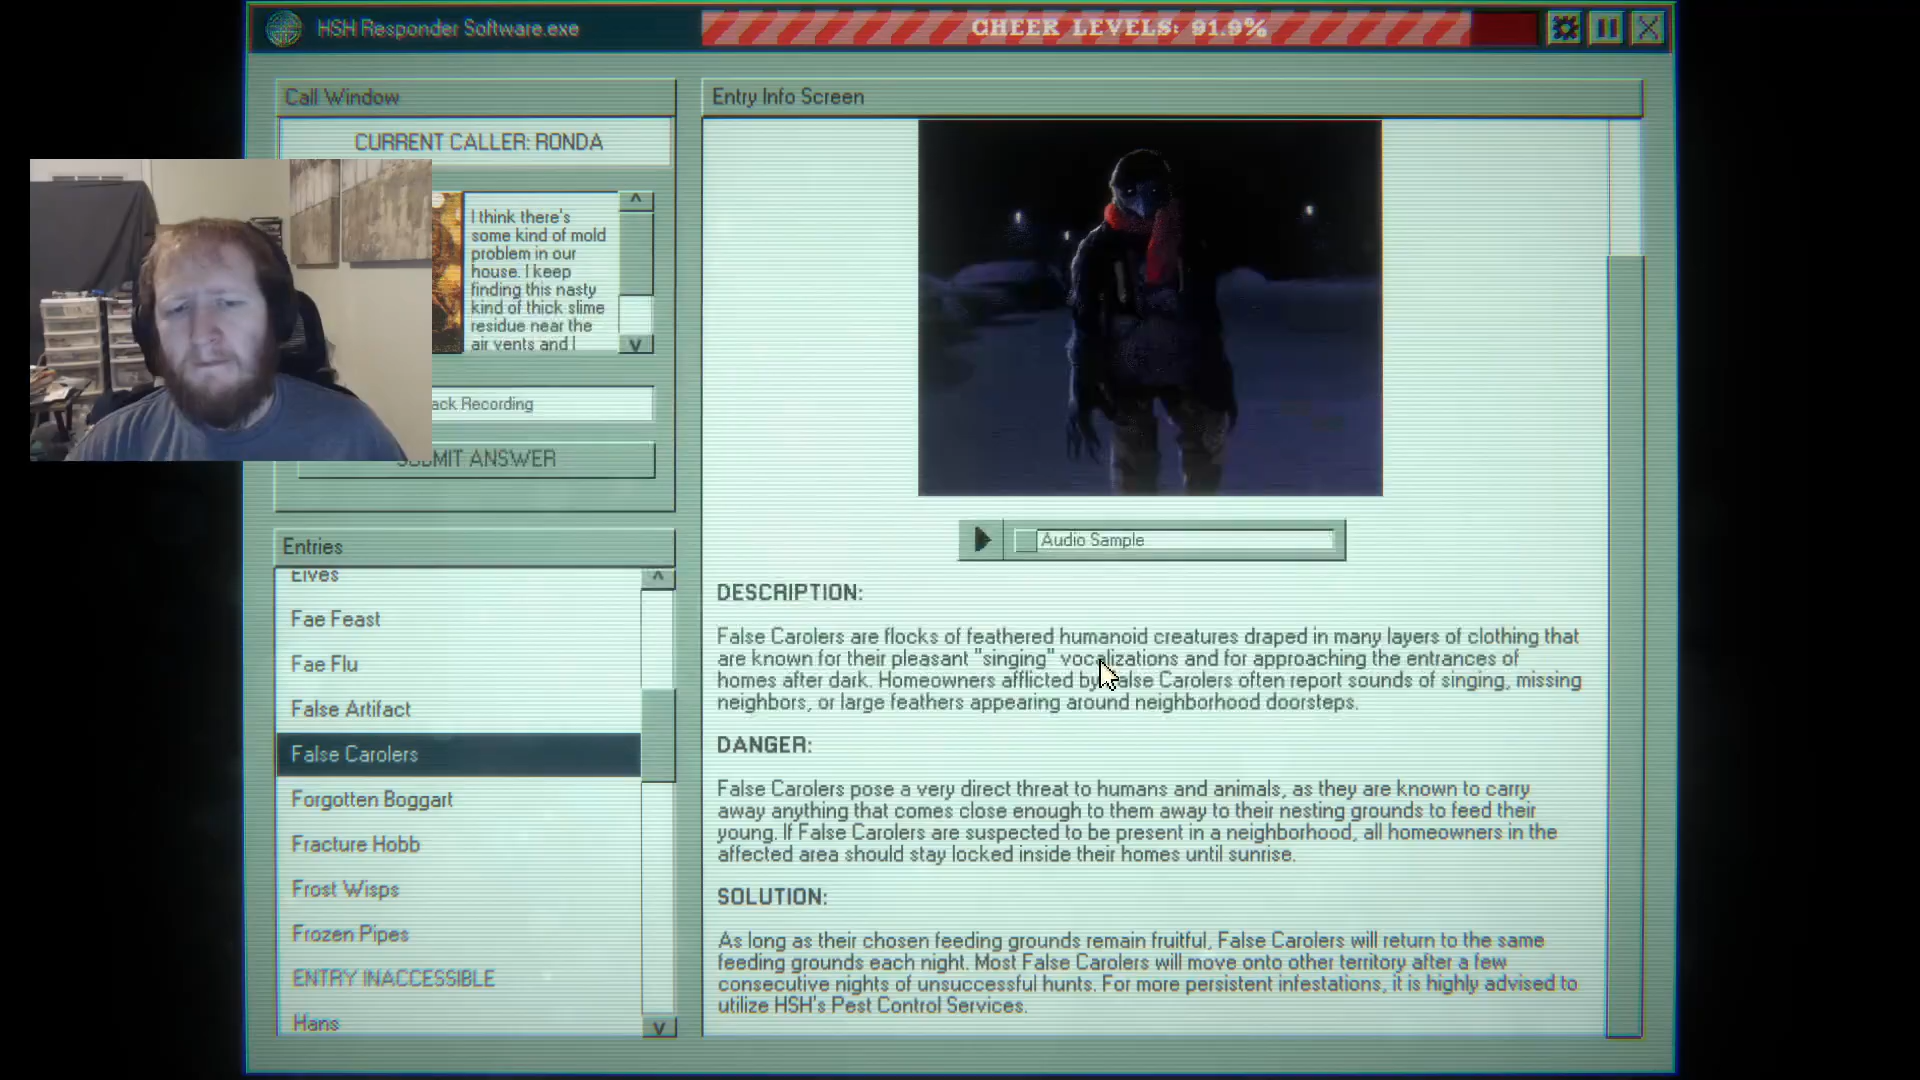 HSH Responder Software.exe
CHEER LEVELS: 91.9%
Call Window
CURRENT CALLER: RONDA
I think there's
some kind of mold
problem in our
house. I keep
finding this nasty
kind of thick slime
residue near the
air vents and I
ack Recording
SUBMIT ANSWER
Entries
Elves
Fae Feast
Fae Flu
False Artifact
False Carolers
Forgotten Boggart
Fracture Hobb
Frost Wisps
Frozen Pipes
ENTRY INACCESSIBLE
Hans
Entry Info Screen
Audio Sample
DESCRIPTION:
False Carolers are flocks of feathered humanoid creatures draped in many layers of clothing that
are known for their pleasant "singing" vocalizations and for approaching the entrances of
homes after dark. Homeowners afflicted by False Carolers often report sounds of singing, missing
neighbors, or large feathers appearing around neighborhood doorsteps.
DANGER:
False Carolers pose a very direct threat to humans and animals, as they are known to carry
away anything that comes close enough to them away to their nesting grounds to feed their
young. If False Carolers are suspected to be present in a neighborhood, all homeowners in the
affected area should stay locked inside their homes until sunrise.
SOLUTION:
As long as their chosen feeding grounds remain fruitful, False Carolers will return to the same
feeding grounds each night. Most False Carolers will move onto other territory after a few
consecutive nights of unsuccessful hunts. For more persistent infestations, it is highly advised to
utilize HSH's Pest Control Services.